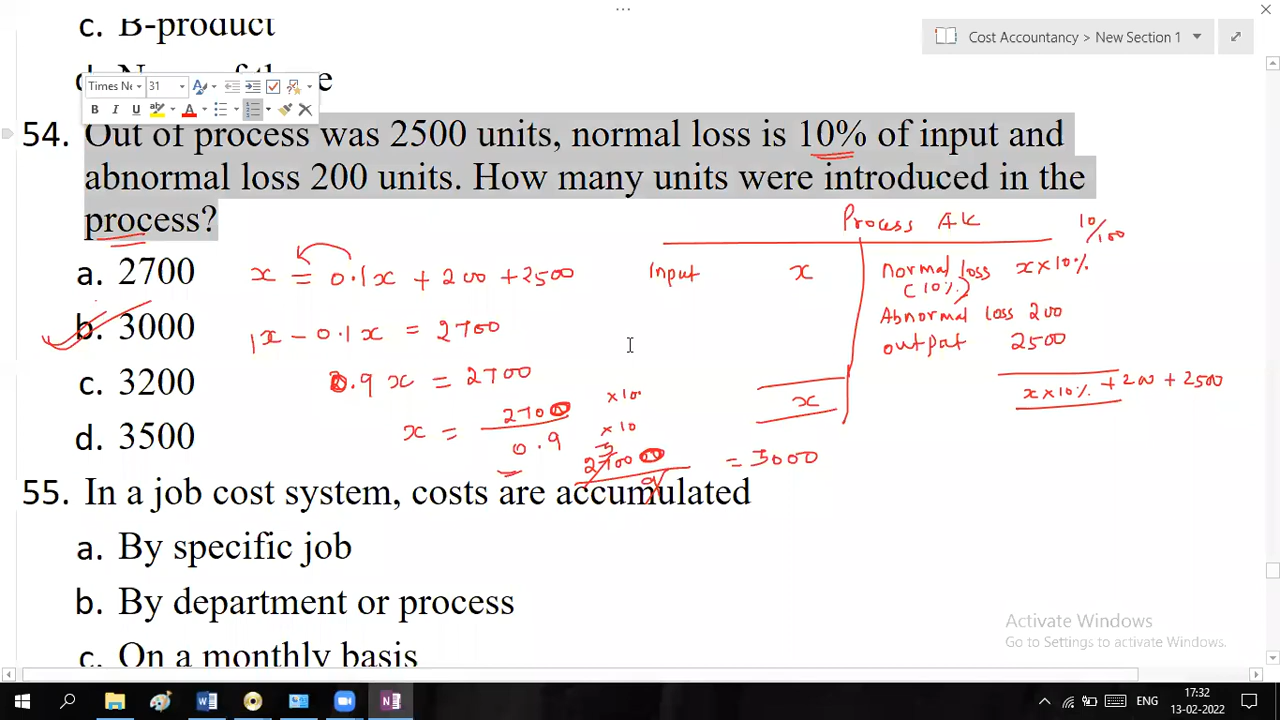 c. B-product
Cost Accountancy > New Section 1
Times Ne 31
B I U
54. Out of process was 2500 units, normal loss is 10% of input and
abnormal loss 200 units. How many units were introduced in the
process?
Process A/c
10/100
a. 2700
x = 0.1x + 200 + 2500
Input x
Normal loss x×10%
(10%)
Abnormal loss 200
output 2500
b. 3000
1x - 0.1x = 2700
c. 3200
0.9x = 2700
x
x×10% + 200 + 2500
x = 2700 / 0.9
×10
×10
27000 / 9
3
= 3000
d. 3500
55. In a job cost system, costs are accumulated
a. By specific job
b. By department or process
c. On a monthly basis
Activate Windows
Go to Settings to activate Windows.
ENG
17:32
13-02-2022